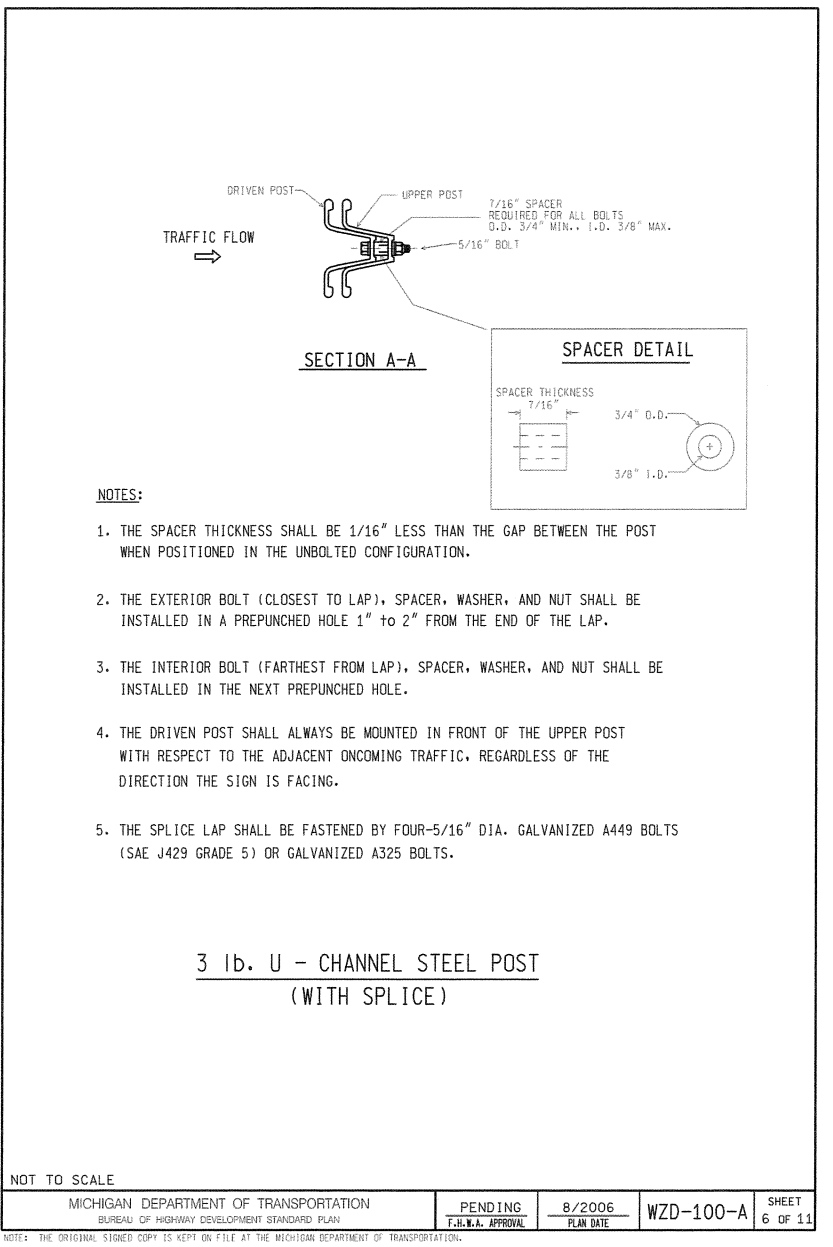 DRIVEN POST
UPPER POST
7/16" SPACER
REQUIRED FOR ALL BOLTS
O.D. 3/4" MIN., I.D. 3/8" MAX.
TRAFFIC FLOW
5/16" BOLT
SECTION A-A
SPACER DETAIL
SPACER THICKNESS
7/16"
3/4" O.D.
3/8" I.D.
NOTES:
1. THE SPACER THICKNESS SHALL BE 1/16" LESS THAN THE GAP BETWEEN THE POST
WHEN POSITIONED IN THE UNBOLTED CONFIGURATION.
2. THE EXTERIOR BOLT (CLOSEST TO LAP), SPACER, WASHER, AND NUT SHALL BE
INSTALLED IN A PREPUNCHED HOLE 1" to 2" FROM THE END OF THE LAP.
3. THE INTERIOR BOLT (FARTHEST FROM LAP), SPACER, WASHER, AND NUT SHALL BE
INSTALLED IN THE NEXT PREPUNCHED HOLE.
4. THE DRIVEN POST SHALL ALWAYS BE MOUNTED IN FRONT OF THE UPPER POST
WITH RESPECT TO THE ADJACENT ONCOMING TRAFFIC, REGARDLESS OF THE
DIRECTION THE SIGN IS FACING.
5. THE SPLICE LAP SHALL BE FASTENED BY FOUR-5/16" DIA. GALVANIZED A449 BOLTS
(SAE J429 GRADE 5) OR GALVANIZED A325 BOLTS.
3 lb. U - CHANNEL STEEL POST
(WITH SPLICE)
NOT TO SCALE
MICHIGAN DEPARTMENT OF TRANSPORTATION
BUREAU OF HIGHWAY DEVELOPMENT STANDARD PLAN
PENDING
F.H.W.A. APPROVAL
8/2006
PLAN DATE
WZD-100-A
SHEET
6 OF 11
NOTE: THE ORIGINAL SIGNED COPY IS KEPT ON FILE AT THE MICHIGAN DEPARTMENT OF TRANSPORTATION.